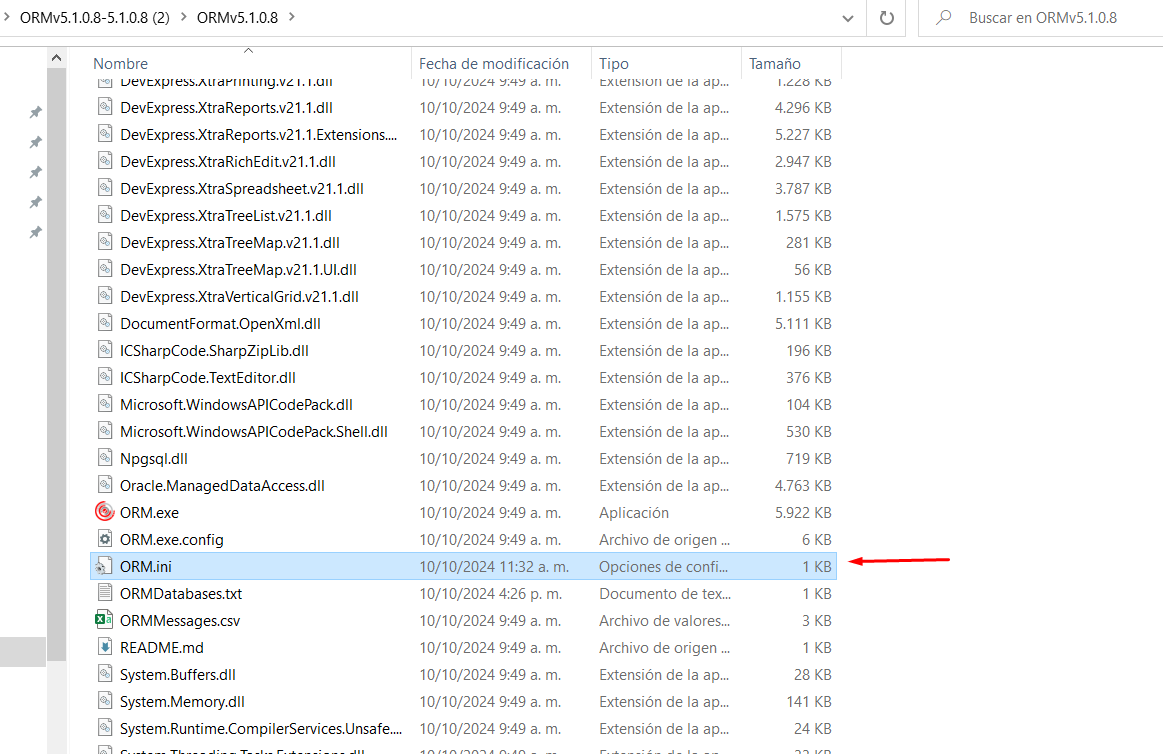 ORMv5.1.0.8-5.1.0.8 (2) > ORMv5.1.0.8 > Buscar en ORMv5.1.0.8
Nombre Fecha de modificación Tipo Tamaño
DevExpress.XtraPrinting.v21.1.dll 10/10/2024 9:49 a. m. Extensión de la ap... 1.228 KB
DevExpress.XtraReports.v21.1.dll 10/10/2024 9:49 a. m. Extensión de la ap... 4.296 KB
DevExpress.XtraReports.v21.1.Extensions.... 10/10/2024 9:49 a. m. Extensión de la ap... 5.227 KB
DevExpress.XtraRichEdit.v21.1.dll 10/10/2024 9:49 a. m. Extensión de la ap... 2.947 KB
DevExpress.XtraSpreadsheet.v21.1.dll 10/10/2024 9:49 a. m. Extensión de la ap... 3.787 KB
DevExpress.XtraTreeList.v21.1.dll 10/10/2024 9:49 a. m. Extensión de la ap... 1.575 KB
DevExpress.XtraTreeMap.v21.1.dll 10/10/2024 9:49 a. m. Extensión de la ap... 281 KB
DevExpress.XtraTreeMap.v21.1.UI.dll 10/10/2024 9:49 a. m. Extensión de la ap... 56 KB
DevExpress.XtraVerticalGrid.v21.1.dll 10/10/2024 9:49 a. m. Extensión de la ap... 1.155 KB
DocumentFormat.OpenXml.dll 10/10/2024 9:49 a. m. Extensión de la ap... 5.111 KB
ICSharpCode.SharpZipLib.dll 10/10/2024 9:49 a. m. Extensión de la ap... 196 KB
ICSharpCode.TextEditor.dll 10/10/2024 9:49 a. m. Extensión de la ap... 376 KB
Microsoft.WindowsAPICodePack.dll 10/10/2024 9:49 a. m. Extensión de la ap... 104 KB
Microsoft.WindowsAPICodePack.Shell.dll 10/10/2024 9:49 a. m. Extensión de la ap... 530 KB
Npgsql.dll 10/10/2024 9:49 a. m. Extensión de la ap... 719 KB
Oracle.ManagedDataAccess.dll 10/10/2024 9:49 a. m. Extensión de la ap... 4.763 KB
ORM.exe 10/10/2024 9:49 a. m. Aplicación 5.922 KB
ORM.exe.config 10/10/2024 9:49 a. m. Archivo de origen ... 6 KB
ORM.ini 10/10/2024 11:32 a. m. Opciones de confi... 1 KB
ORMDatabases.txt 10/10/2024 4:26 p. m. Documento de tex... 1 KB
ORMMessages.csv 10/10/2024 9:49 a. m. Archivo de valores... 3 KB
README.md 10/10/2024 9:49 a. m. Archivo de origen ... 1 KB
System.Buffers.dll 10/10/2024 9:49 a. m. Extensión de la ap... 28 KB
System.Memory.dll 10/10/2024 9:49 a. m. Extensión de la ap... 141 KB
System.Runtime.CompilerServices.Unsafe.... 10/10/2024 9:49 a. m. Extensión de la ap... 24 KB
System.Threading.Tasks.Extensions.dll 10/10/2024 9:49 a. m. Extensión de la ap...